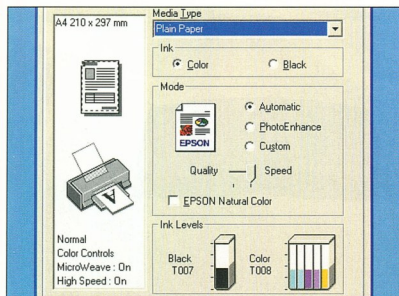 A4 210 x 297 mm
Media Type
Plain Paper
Ink
Color
Black
Mode
EPSON
Automatic
PhotoEnhance
Custom
Quality
Speed
EPSON Natural Color
Normal
Color Controls
MicroWeave : On
High Speed : On
Ink Levels
Black
T007
Color
T008